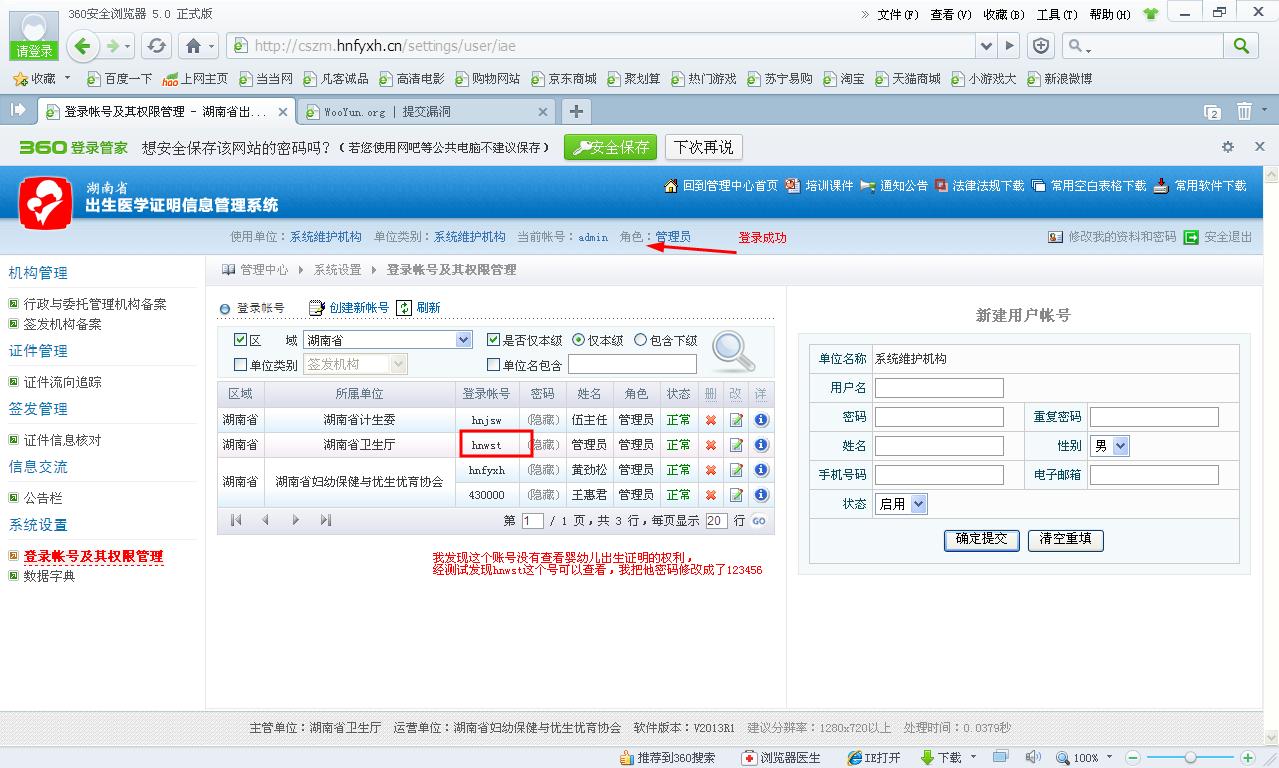 360安全浏览器 5.0 正式版
» 文件(F) 查看(V) 收藏(B) 工具(T) 帮助(H)
请登录
http://cszm.hnfyxh.cn/settings/user/iae
收藏 百度一下 上网主页 当当网 凡客诚品 高清电影 购物网站 京东商城 聚划算 热门游戏 苏宁易购 淘宝 天猫商城 小游戏大 新浪微博
登录帐号及其权限管理 - 湖南省出... WooYun.org | 提交漏洞 2
360 登录管家 想安全保存该网站的密码吗？(若您使用网吧等公共电脑不建议保存) 安全保存 下次再说
湖南省
出生医学证明信息管理系统
回到管理中心首页 培训课件 通知公告 法律法规下载 常用空白表格下载 常用软件下载
使用单位：系统维护机构 单位类别：系统维护机构 当前帐号：admin 角色：管理员 登录成功 修改您的资料和密码 安全退出
机构管理
行政与委托管理机构备案
签发机构备案
证件管理
证件流向追踪
签发管理
证件信息核对
信息交流
公告栏
系统设置
登录帐号及其权限管理
数据字典
管理中心 系统设置 登录帐号及其权限管理
登录帐号 创建新帐号 刷新
区 域 湖南省 是否仅本级 仅本级 包含下级
单位类别 签发机构 单位名包含
区域 所属单位 登录帐号 密码 姓名 角色 状态 删 改 详
湖南省 湖南省计生委 hnjsw (隐藏) 伍主任 管理员 正常
湖南省 湖南省卫生厅 hnwst (隐藏) 管理员 管理员 正常
湖南省 湖南省妇幼保健与优生优育协会 hnfyxh (隐藏) 黄劲松 管理员 正常
430000 (隐藏) 王惠君 管理员 正常
第 1 / 1 页，共 3 行，每页显示 20 行 GO
我发现这个账号没有查看婴幼儿出生证明的权利，
经测试发现hnwst这个号可以查看，我把他密码修改成了123456
新建用户帐号
单位名称 系统维护机构
用户名
密码 重复密码
姓名 性别 男
手机号码 电子邮箱
状态 启用
确定提交 清空重填
主管单位：湖南省卫生厅 运营单位：湖南省妇幼保健与优生优育协会 软件版本：V2013R1 建议分辨率：1280x720以上 处理时间：0.0379秒
推荐到360搜索 浏览器医生 IE打开 下载 100%